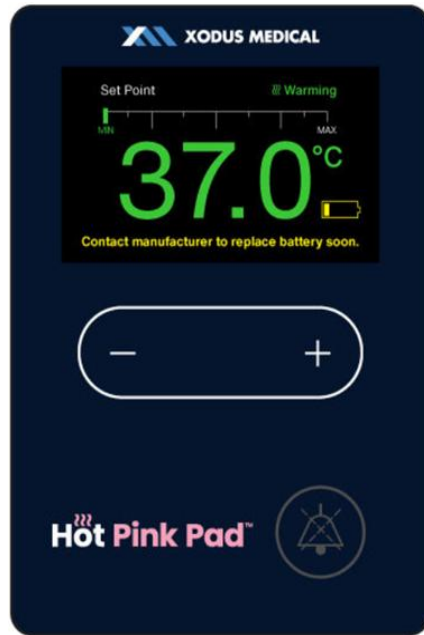 XODUS MEDICAL
Set Point Warming
MIN MAX
37.0°C
Contact manufacturer to replace battery soon.
− +
Hot Pink Pad™